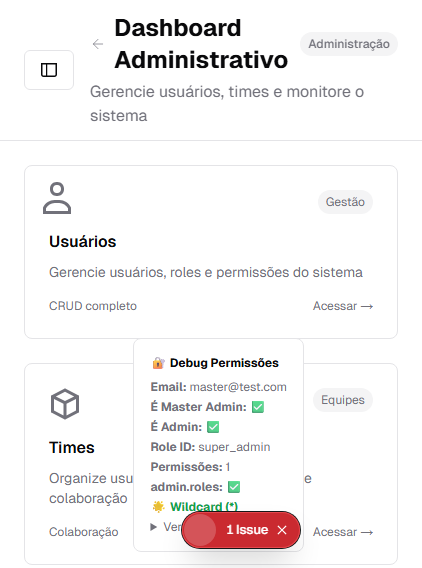 ←
Dashboard
Administrativo
Administração
Gerencie usuários, times e monitore o
sistema
Gestão
Usuários
Gerencie usuários, roles e permissões do sistema
CRUD completo
Acessar →
🔐 Debug Permissões
Email: master@test.com
É Master Admin: ✅
É Admin: ✅
Role ID: super_admin
Permissões: 1
admin.roles: ✅
🌟 Wildcard (*)
▶ Ver
1 Issue ×
Equipes
Times
Organize usu
e
colaboração
Colaboração
Acessar →